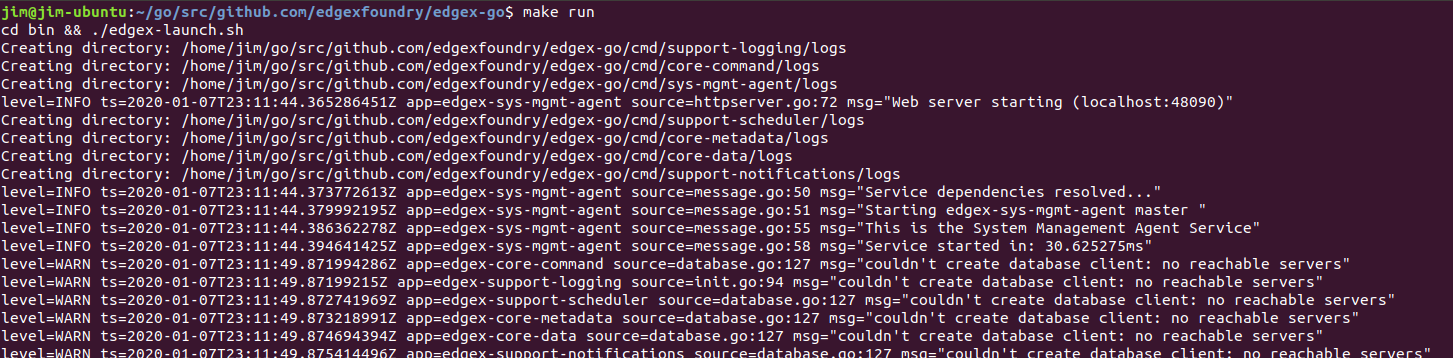 jim@jim-ubuntu:~/go/src/github.com/edgexfoundry/edgex-go$ make run
cd bin && ./edgex-launch.sh
Creating directory: /home/jim/go/src/github.com/edgexfoundry/edgex-go/cmd/support-logging/logs
Creating directory: /home/jim/go/src/github.com/edgexfoundry/edgex-go/cmd/core-command/logs
Creating directory: /home/jim/go/src/github.com/edgexfoundry/edgex-go/cmd/sys-mgmt-agent/logs
level=INFO ts=2020-01-07T23:11:44.365286451Z app=edgex-sys-mgmt-agent source=httpserver.go:72 msg="Web server starting (localhost:48090)"
Creating directory: /home/jim/go/src/github.com/edgexfoundry/edgex-go/cmd/support-scheduler/logs
Creating directory: /home/jim/go/src/github.com/edgexfoundry/edgex-go/cmd/core-metadata/logs
Creating directory: /home/jim/go/src/github.com/edgexfoundry/edgex-go/cmd/core-data/logs
Creating directory: /home/jim/go/src/github.com/edgexfoundry/edgex-go/cmd/support-notifications/logs
level=INFO ts=2020-01-07T23:11:44.373772613Z app=edgex-sys-mgmt-agent source=message.go:50 msg="Service dependencies resolved..."
level=INFO ts=2020-01-07T23:11:44.379992195Z app=edgex-sys-mgmt-agent source=message.go:51 msg="Starting edgex-sys-mgmt-agent master "
level=INFO ts=2020-01-07T23:11:44.386362278Z app=edgex-sys-mgmt-agent source=message.go:55 msg="This is the System Management Agent Service"
level=INFO ts=2020-01-07T23:11:44.394641425Z app=edgex-sys-mgmt-agent source=message.go:58 msg="Service started in: 30.625275ms"
level=WARN ts=2020-01-07T23:11:49.871994286Z app=edgex-core-command source=database.go:127 msg="couldn't create database client: no reachable servers"
level=WARN ts=2020-01-07T23:11:49.87199215Z app=edgex-support-logging source=init.go:94 msg="couldn't create database client: no reachable servers"
level=WARN ts=2020-01-07T23:11:49.872741969Z app=edgex-support-scheduler source=database.go:127 msg="couldn't create database client: no reachable servers"
level=WARN ts=2020-01-07T23:11:49.873218991Z app=edgex-core-metadata source=database.go:127 msg="couldn't create database client: no reachable servers"
level=WARN ts=2020-01-07T23:11:49.874694394Z app=edgex-core-data source=database.go:127 msg="couldn't create database client: no reachable servers"
level=WARN ts=2020-01-07T23:11:49.875414496Z app=edgex-support-notifications source=database.go:127 msg="couldn't create database client: no reachable servers"